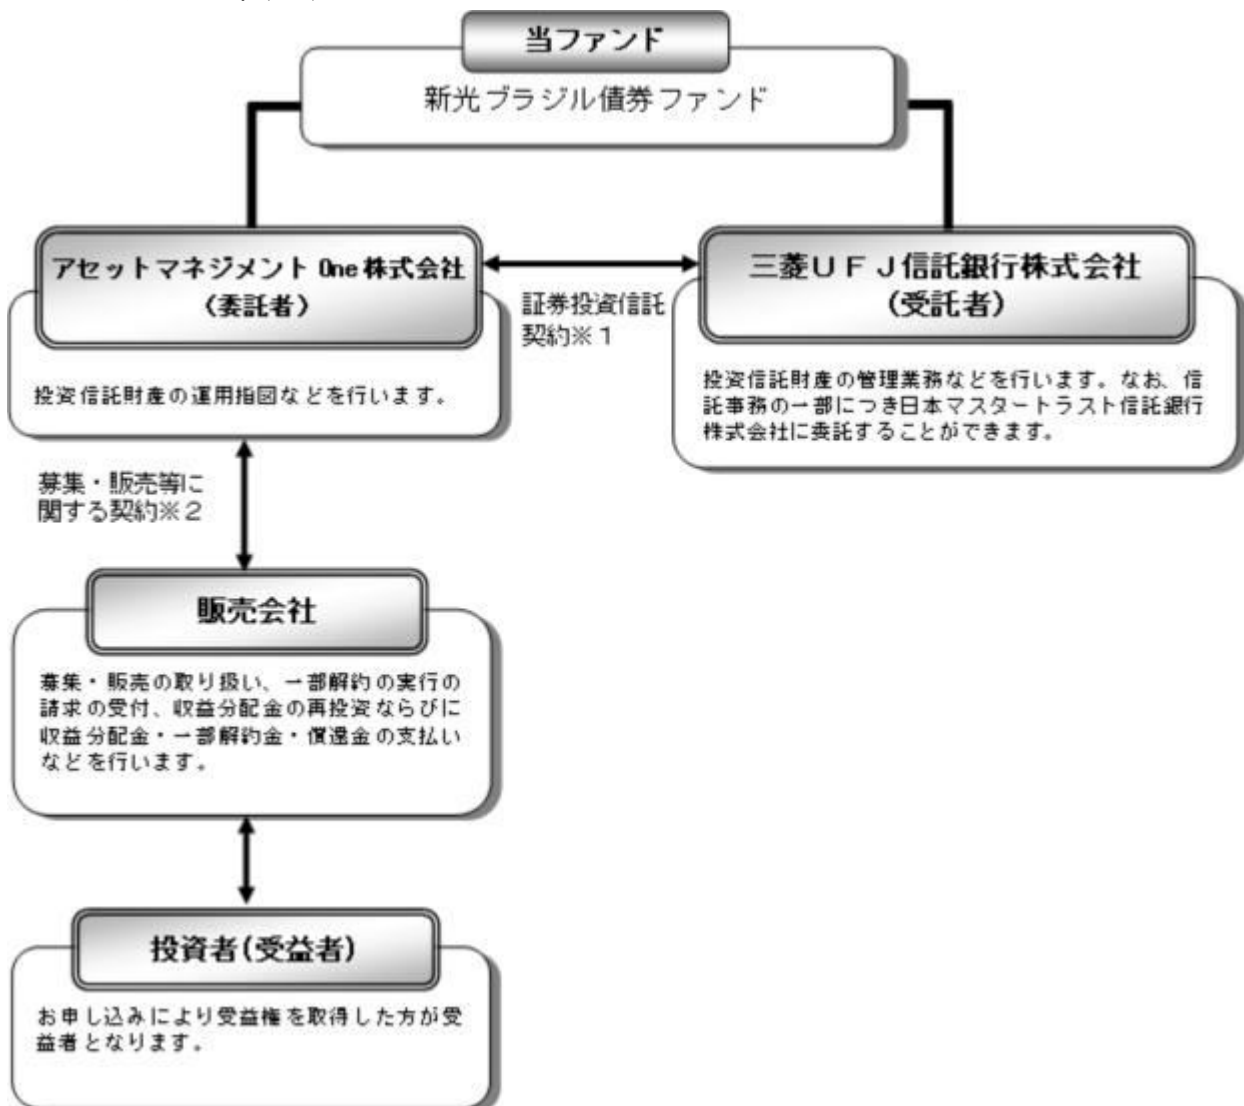 当ファンド
新光ブラジル債券ファンド
アセットマネジメントOne株式会社
（委託者）
投資信託財産の運用指図などを行います。
証券投資信託
契約※１
三菱ＵＦＪ信託銀行株式会社
(受託者)
投資信託財産の管理業務などを行います。なお、信
託事務の一部につき日本マスタートラスト信託銀行
株式会社に委託することができます。
募集・販売等に
関する契約※２
販売会社
募集・販売の取り扱い、一部解約の実行の
請求の受付、収益分配金の再投資ならびに
収益分配金・一部解約金・償還金の支払い
などを行います。
投資者(受益者)
お申し込みにより受益権を取得した方が受
益者となります。